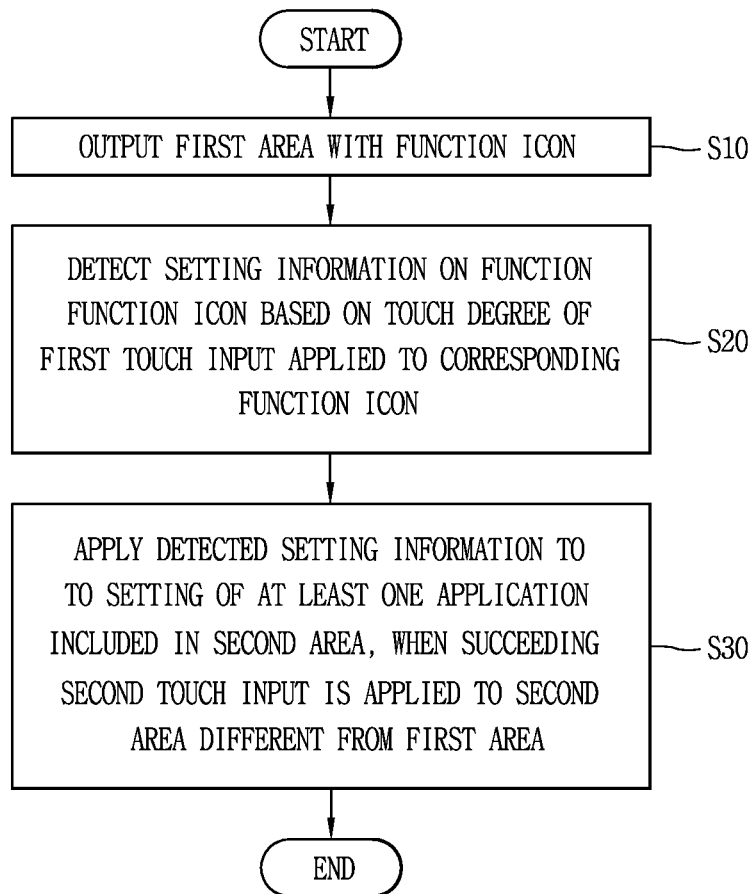 START
OUTPUT FIRST AREA WITH FUNCTION ICON
S10
DETECT SETTING INFORMATION ON FUNCTION
FUNCTION ICON BASED ON TOUCH DEGREE OF
FIRST TOUCH INPUT APPLIED TO CORRESPONDING
FUNCTION ICON
S20
APPLY DETECTED SETTING INFORMATION TO
TO SETTING OF AT LEAST ONE APPLICATION
INCLUDED IN SECOND AREA, WHEN SUCCEEDING
SECOND TOUCH INPUT IS APPLIED TO SECOND
AREA DIFFERENT FROM FIRST AREA
S30
END